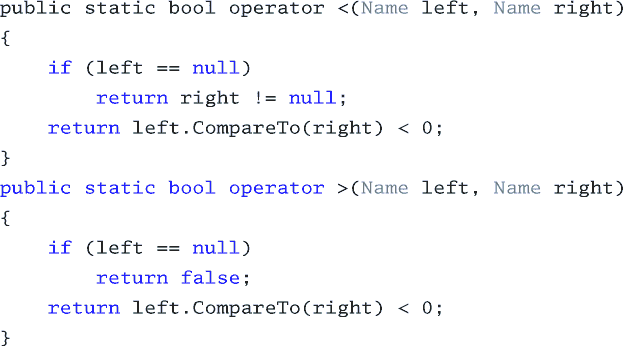 public static bool operator <(Name left, Name right)
{
    if (left == null)
        return right != null;
    return left.CompareTo(right) < 0;
}
public static bool operator >(Name left, Name right)
{
    if (left == null)
        return false;
    return left.CompareTo(right) < 0;
}